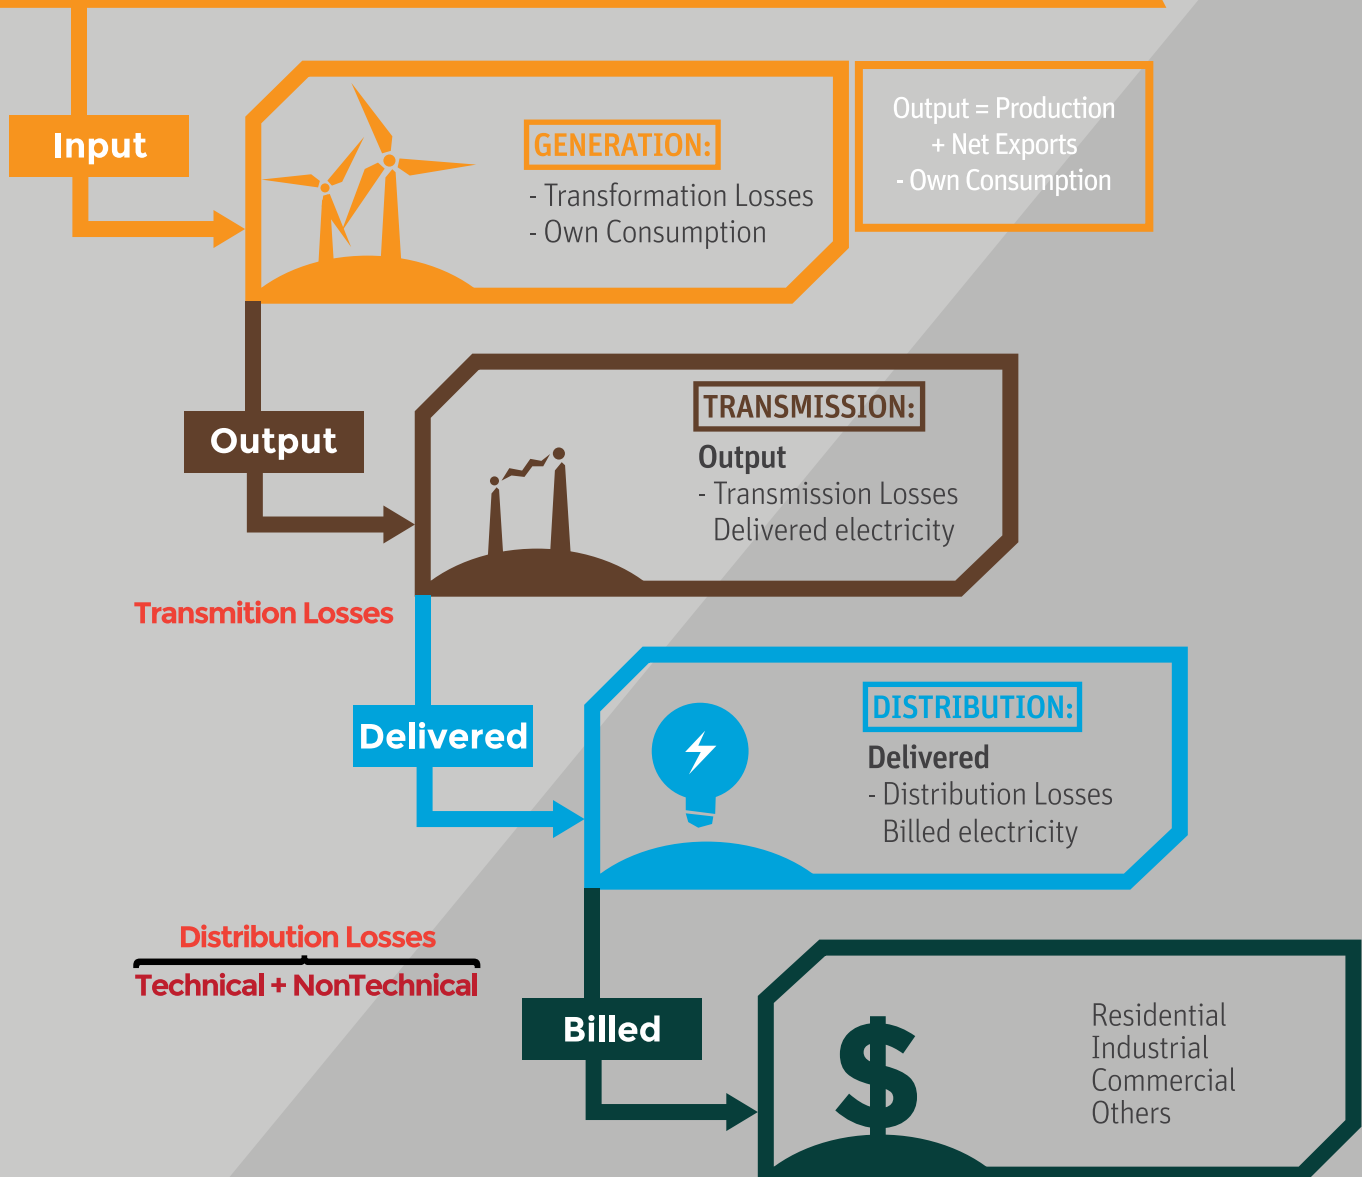 Input
GENERATION:
- Transformation Losses
- Own Consumption
Output = Production
+ Net Exports
- Own Consumption
Output
TRANSMISSION:
Output
- Transmission Losses
Delivered electricity
Transmition Losses
Delivered
DISTRIBUTION:
Delivered
- Distribution Losses
Billed electricity
Distribution Losses
Technical + NonTechnical
Billed
$
Residential
Industrial
Commercial
Others